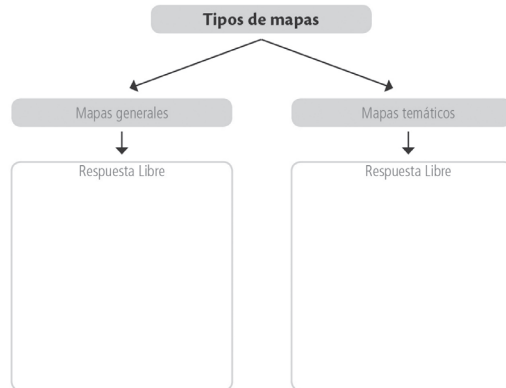 Tipos de mapas
Mapas generales
Mapas temáticos
Respuesta Libre
Respuesta Libre